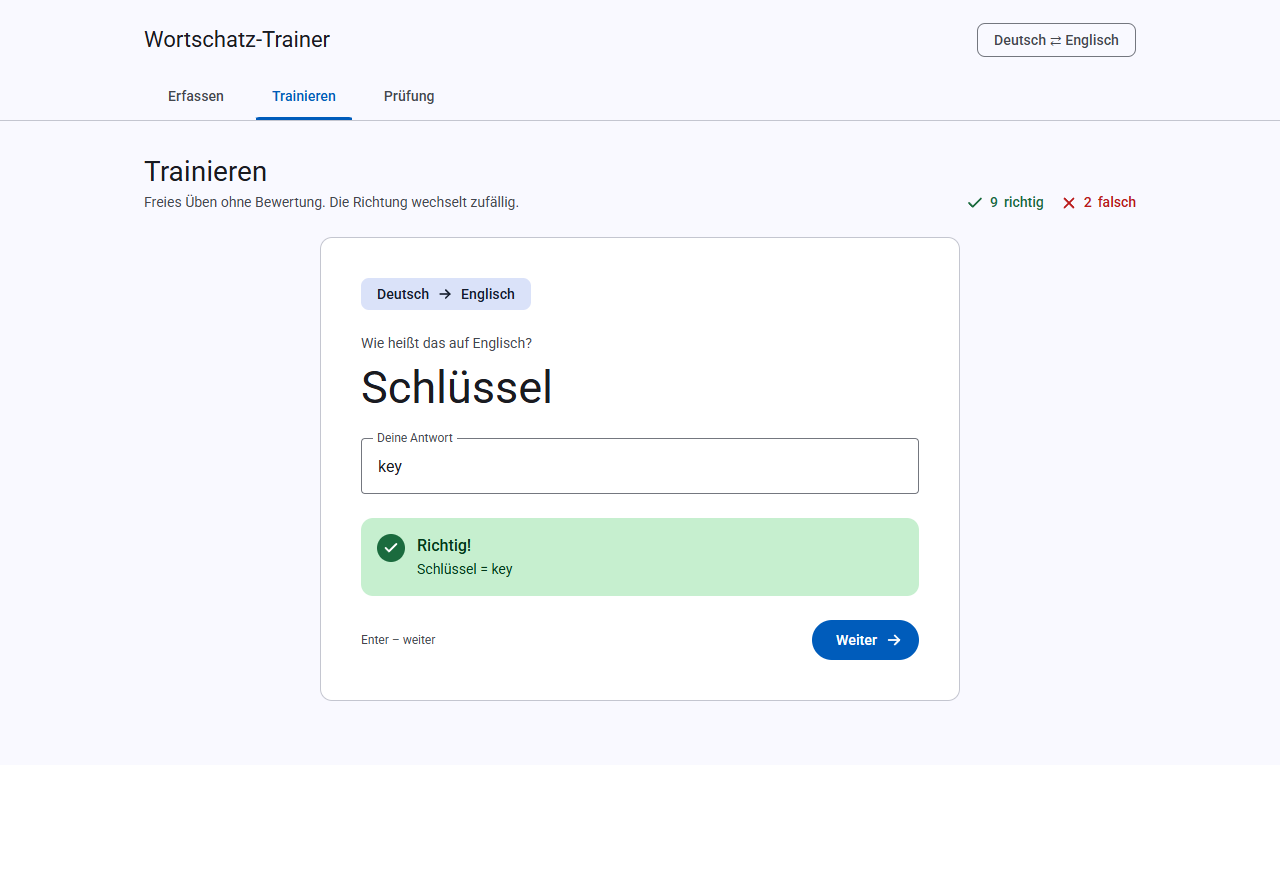 Wortschatz-Trainer
Deutsch ⇄ Englisch
Erfassen Trainieren Prüfung
Trainieren
Freies Üben ohne Bewertung. Die Richtung wechselt zufällig.
9 richtig 2 falsch
Deutsch → Englisch
Wie heißt das auf Englisch?
Schlüssel
Deine Antwort
key
Richtig!
Schlüssel = key
Enter – weiter
Weiter →